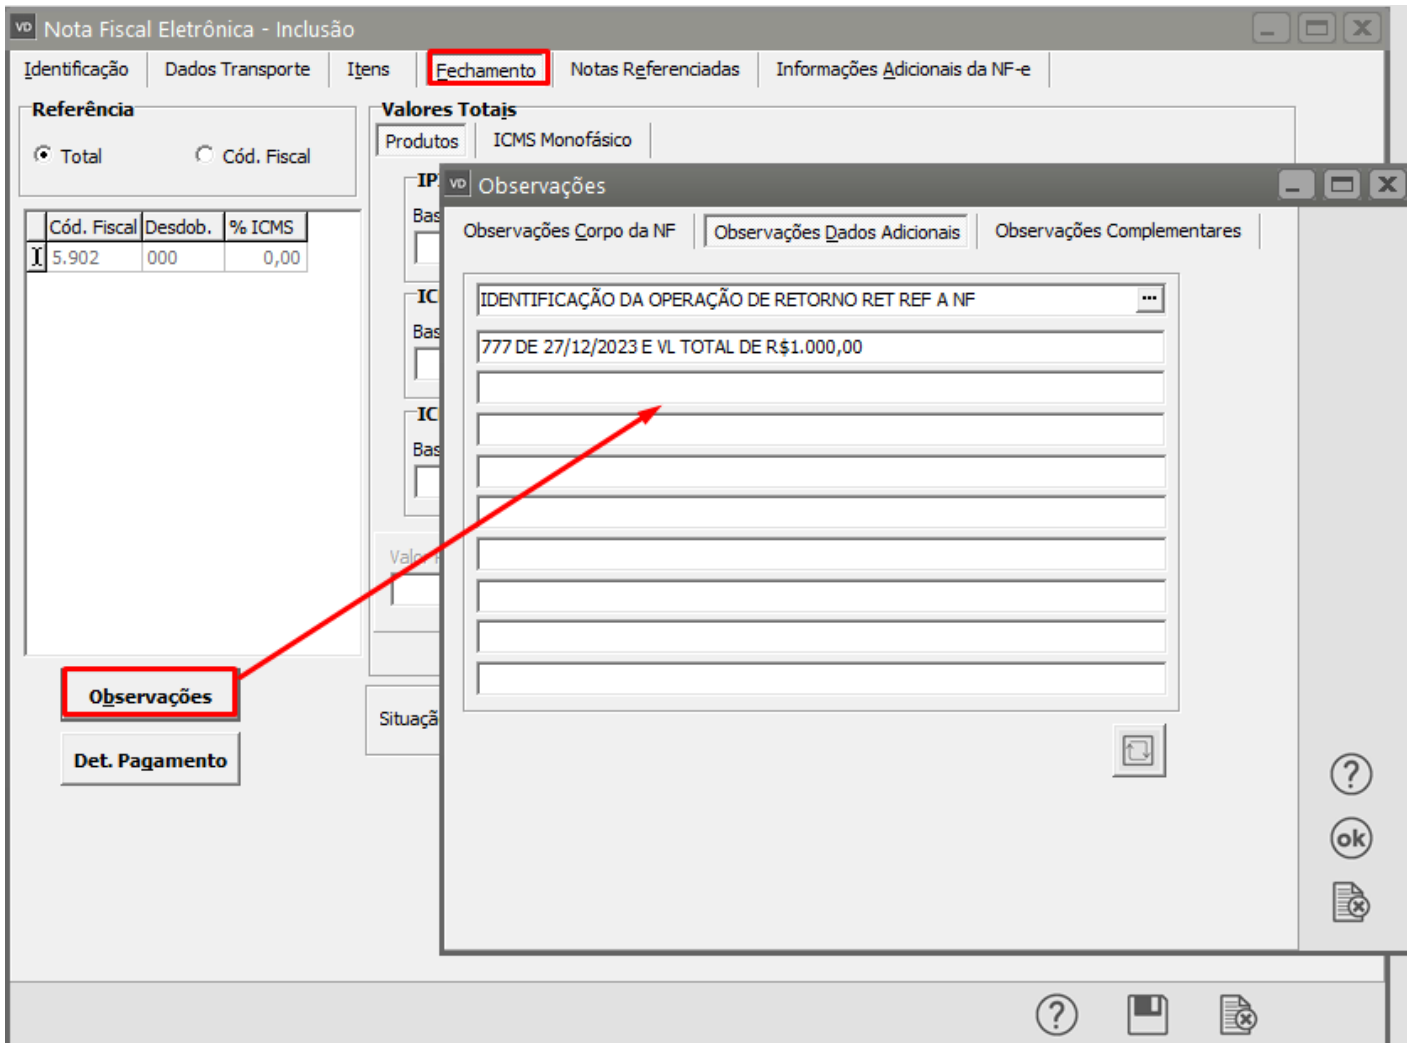 VD Nota Fiscal Eletrônica - Inclusão
Identificação Dados Transporte Itens Fechamento Notas Referenciadas Informações Adicionais da NF-e
Referência
Total Cód. Fiscal
Cód. Fiscal Desdob. % ICMS
5.902 000 0,00
Observações
Det. Pagamento
Valores Totais
Produtos ICMS Monofásico
VD Observações
Observações Corpo da NF Observações Dados Adicionais Observações Complementares
IDENTIFICAÇÃO DA OPERAÇÃO DE RETORNO RET REF A NF ...
777 DE 27/12/2023 E VL TOTAL DE R$1.000,00
?
ok
?